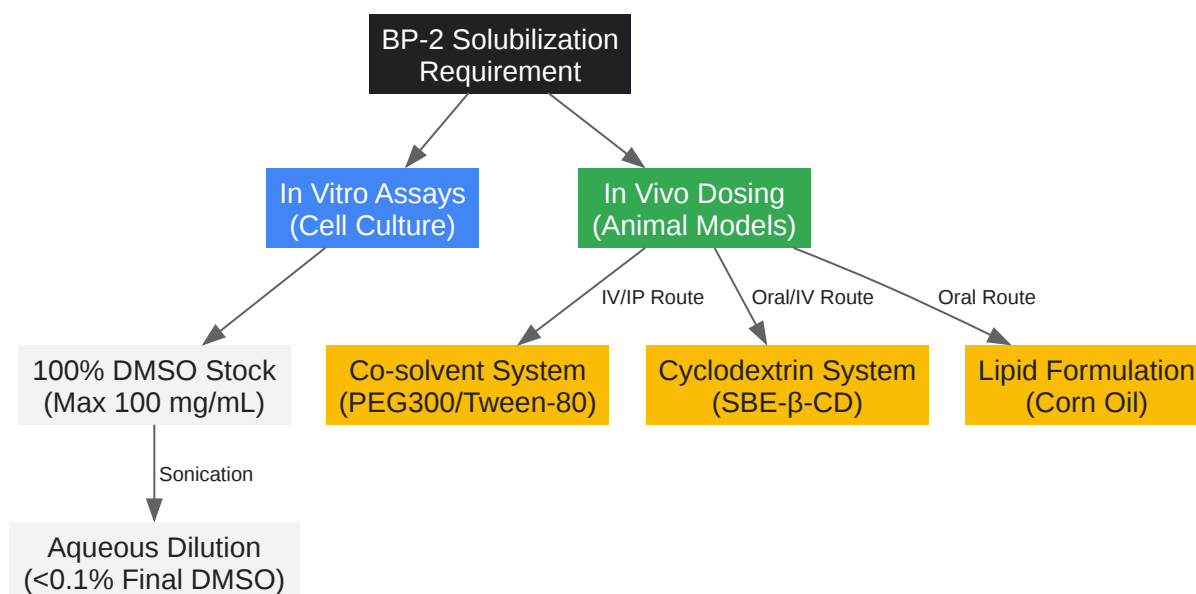 BP-2 Solubilization
Requirement
In Vitro Assays
(Cell Culture)
In Vivo Dosing
(Animal Models)
IV/IP Route
Oral/IV Route
Oral Route
100% DMSO Stock
(Max 100 mg/mL)
Co-solvent System
(PEG300/Tween-80)
Cyclodextrin System
(SBE-β-CD)
Lipid Formulation
(Corn Oil)
Sonication
Aqueous Dilution
(<0.1% Final DMSO)